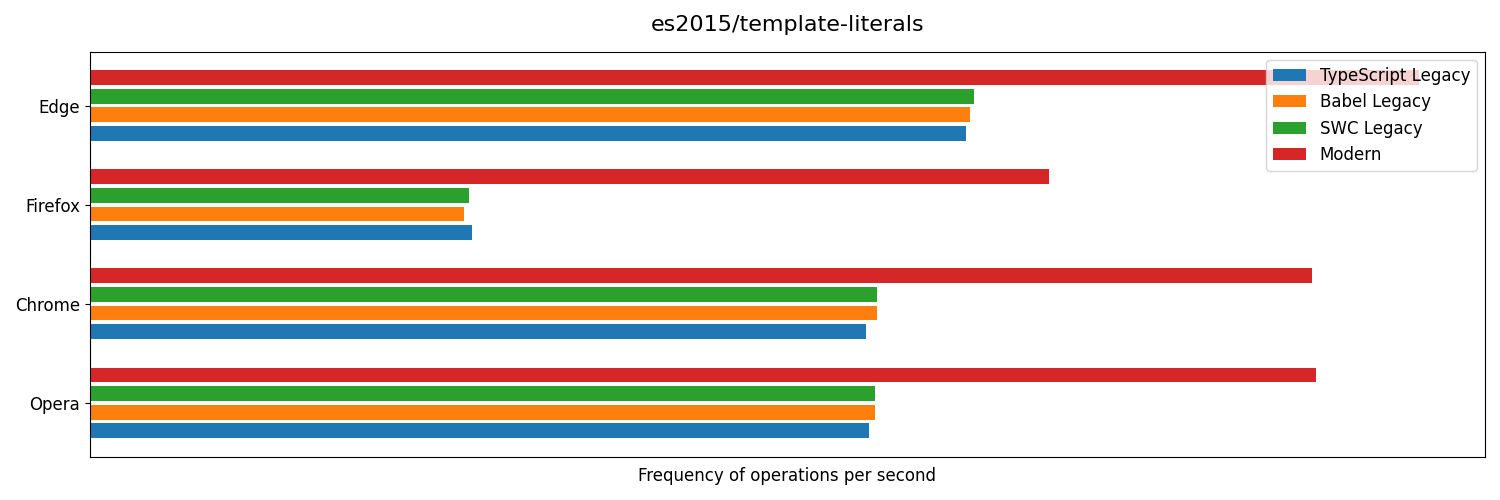 es2015/template-literals
Edge
Firefox
Chrome
Opera
TypeScript Legacy
Babel Legacy
SWC Legacy
Modern
Frequency of operations per second